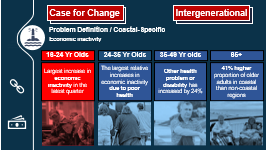 Case for Change
Intergenerational
Problem Definition / Coastal-Specific
Economic inactivity
16-24 Yr Olds
24-35 Yr Olds
35-49 Yr olds
65+
Largest increase in
economic
inactivity in the
latest quarter
The largest relative
increases in
economic inactivity
due to poor
health
Other health
problem or
disability has
increased by 24%
41% higher
proportion of older
adults in coastal
than non-coastal
regions